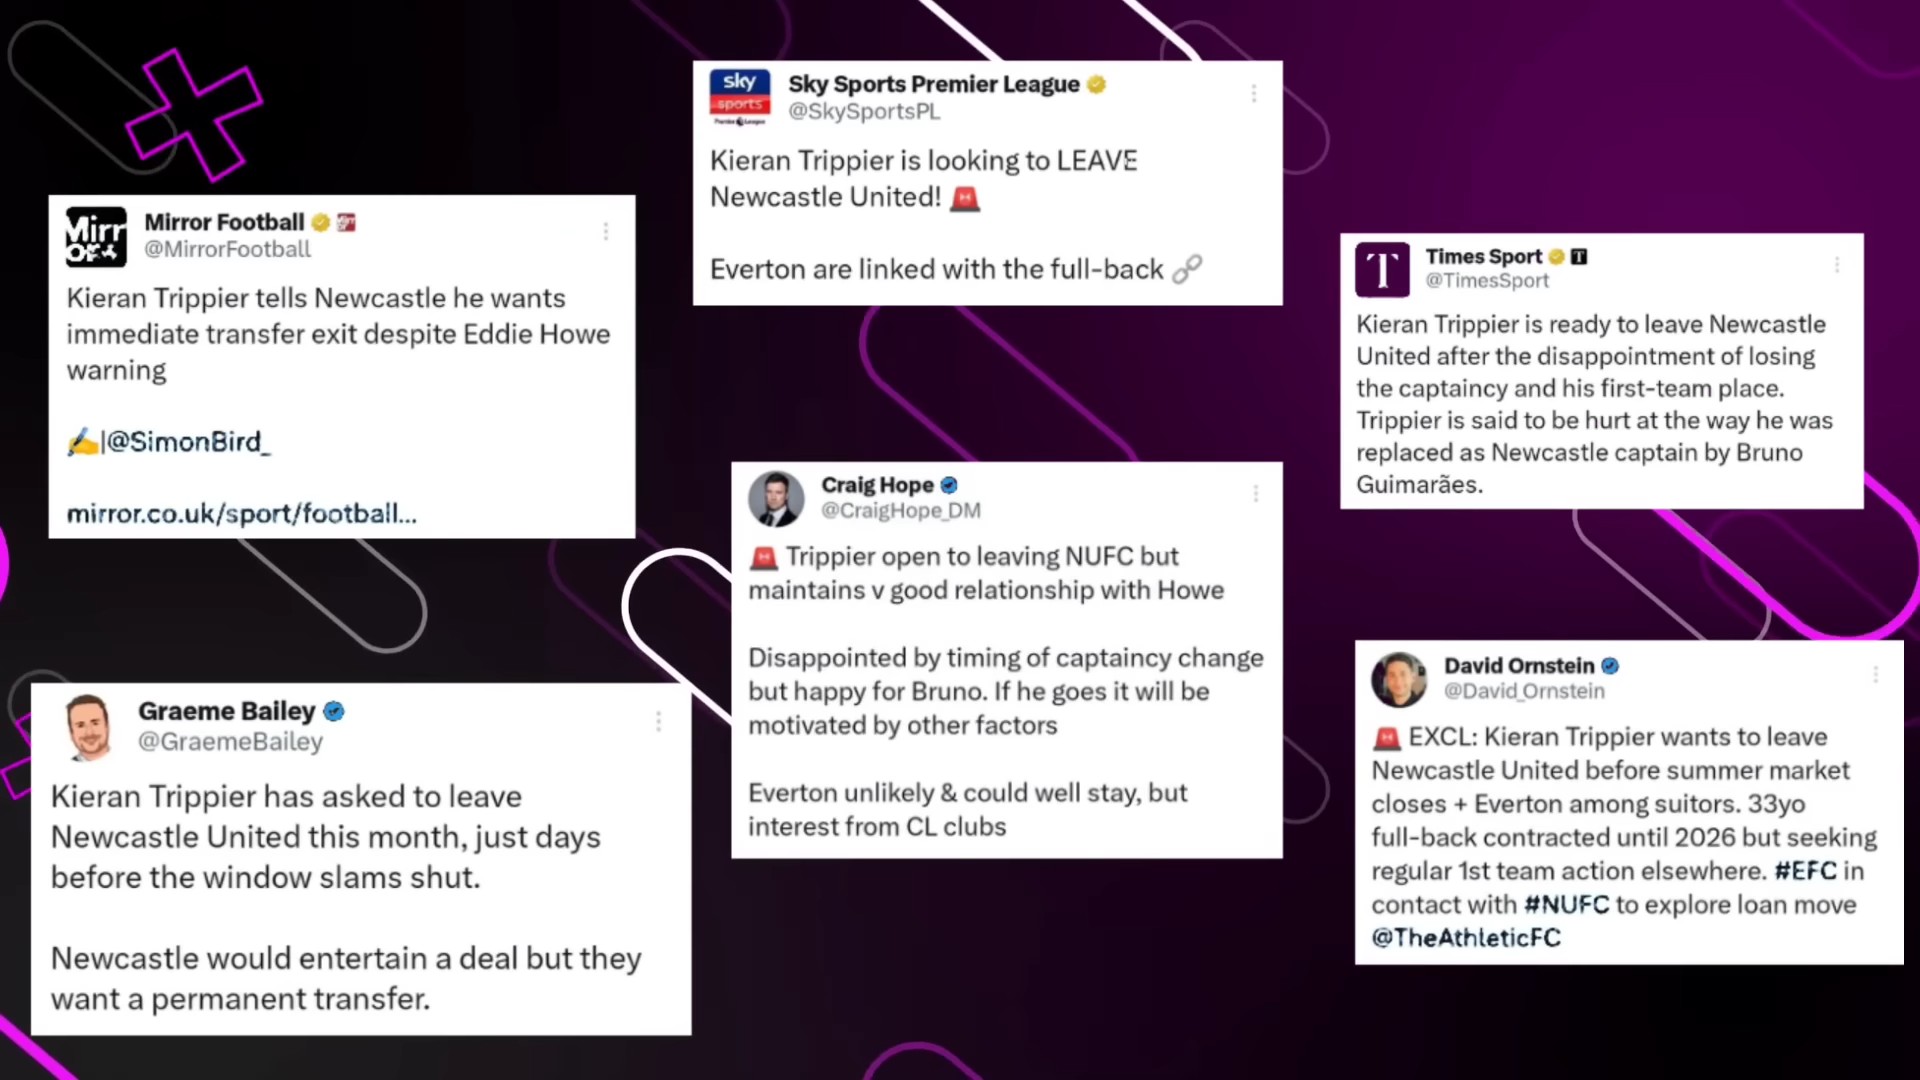 Mirror
Mirror Football
@MirrorFootball
Kieran Trippier tells Newcastle he wants
immediate transfer exit despite Eddie Howe
warning
✍️|@SimonBird_
mirror.co.uk/sport/football...
sky
sports
Premier League
Sky Sports Premier League
@SkySportsPL
Kieran Trippier is looking to LEAVE
Newcastle United! 🚨
Everton are linked with the full-back 🔗
T
Times Sport T
@TimesSport
Kieran Trippier is ready to leave Newcastle
United after the disappointment of losing
the captaincy and his first-team place.
Trippier is said to be hurt at the way he was
replaced as Newcastle captain by Bruno
Guimarães.
Graeme Bailey
@GraemeBailey
Kieran Trippier has asked to leave
Newcastle United this month, just days
before the window slams shut.
Newcastle would entertain a deal but they
want a permanent transfer.
Craig Hope
@CraigHope_DM
🚨 Trippier open to leaving NUFC but
maintains v good relationship with Howe
Disappointed by timing of captaincy change
but happy for Bruno. If he goes it will be
motivated by other factors
Everton unlikely & could well stay, but
interest from CL clubs
David Ornstein
@David_Ornstein
🚨 EXCL: Kieran Trippier wants to leave
Newcastle United before summer market
closes + Everton among suitors. 33yo
full-back contracted until 2026 but seeking
regular 1st team action elsewhere. #EFC in
contact with #NUFC to explore loan move
@TheAthleticFC